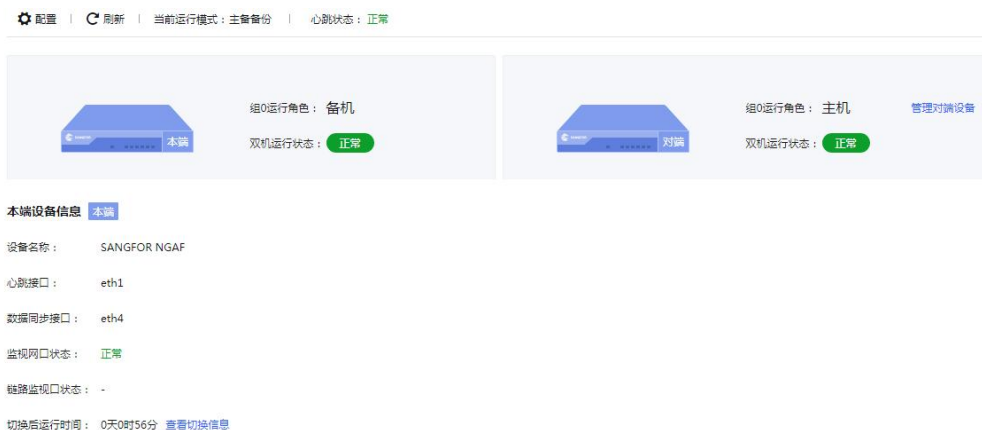 配置 | 刷新 | 当前运行模式：主备备份 | 心跳状态：正常
本端
组0运行角色：备机
双机运行状态：正常
对端
组0运行角色：主机
管理对端设备
双机运行状态：正常
本端设备信息 本端
设备名称： SANGFOR NGAF
心跳接口： eth1
数据同步接口： eth4
监视网口状态： 正常
链路监视口状态： -
切换后运行时间： 0天0时56分 查看切换信息